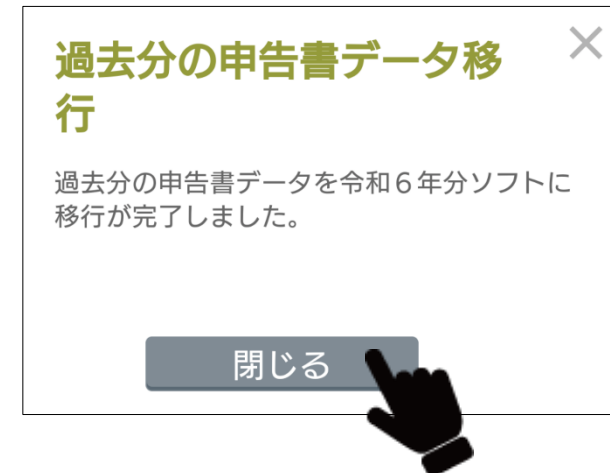 過去分の申告書データ移
行
過去分の申告書データを令和６年分ソフトに
移行が完了しました。
閉じる